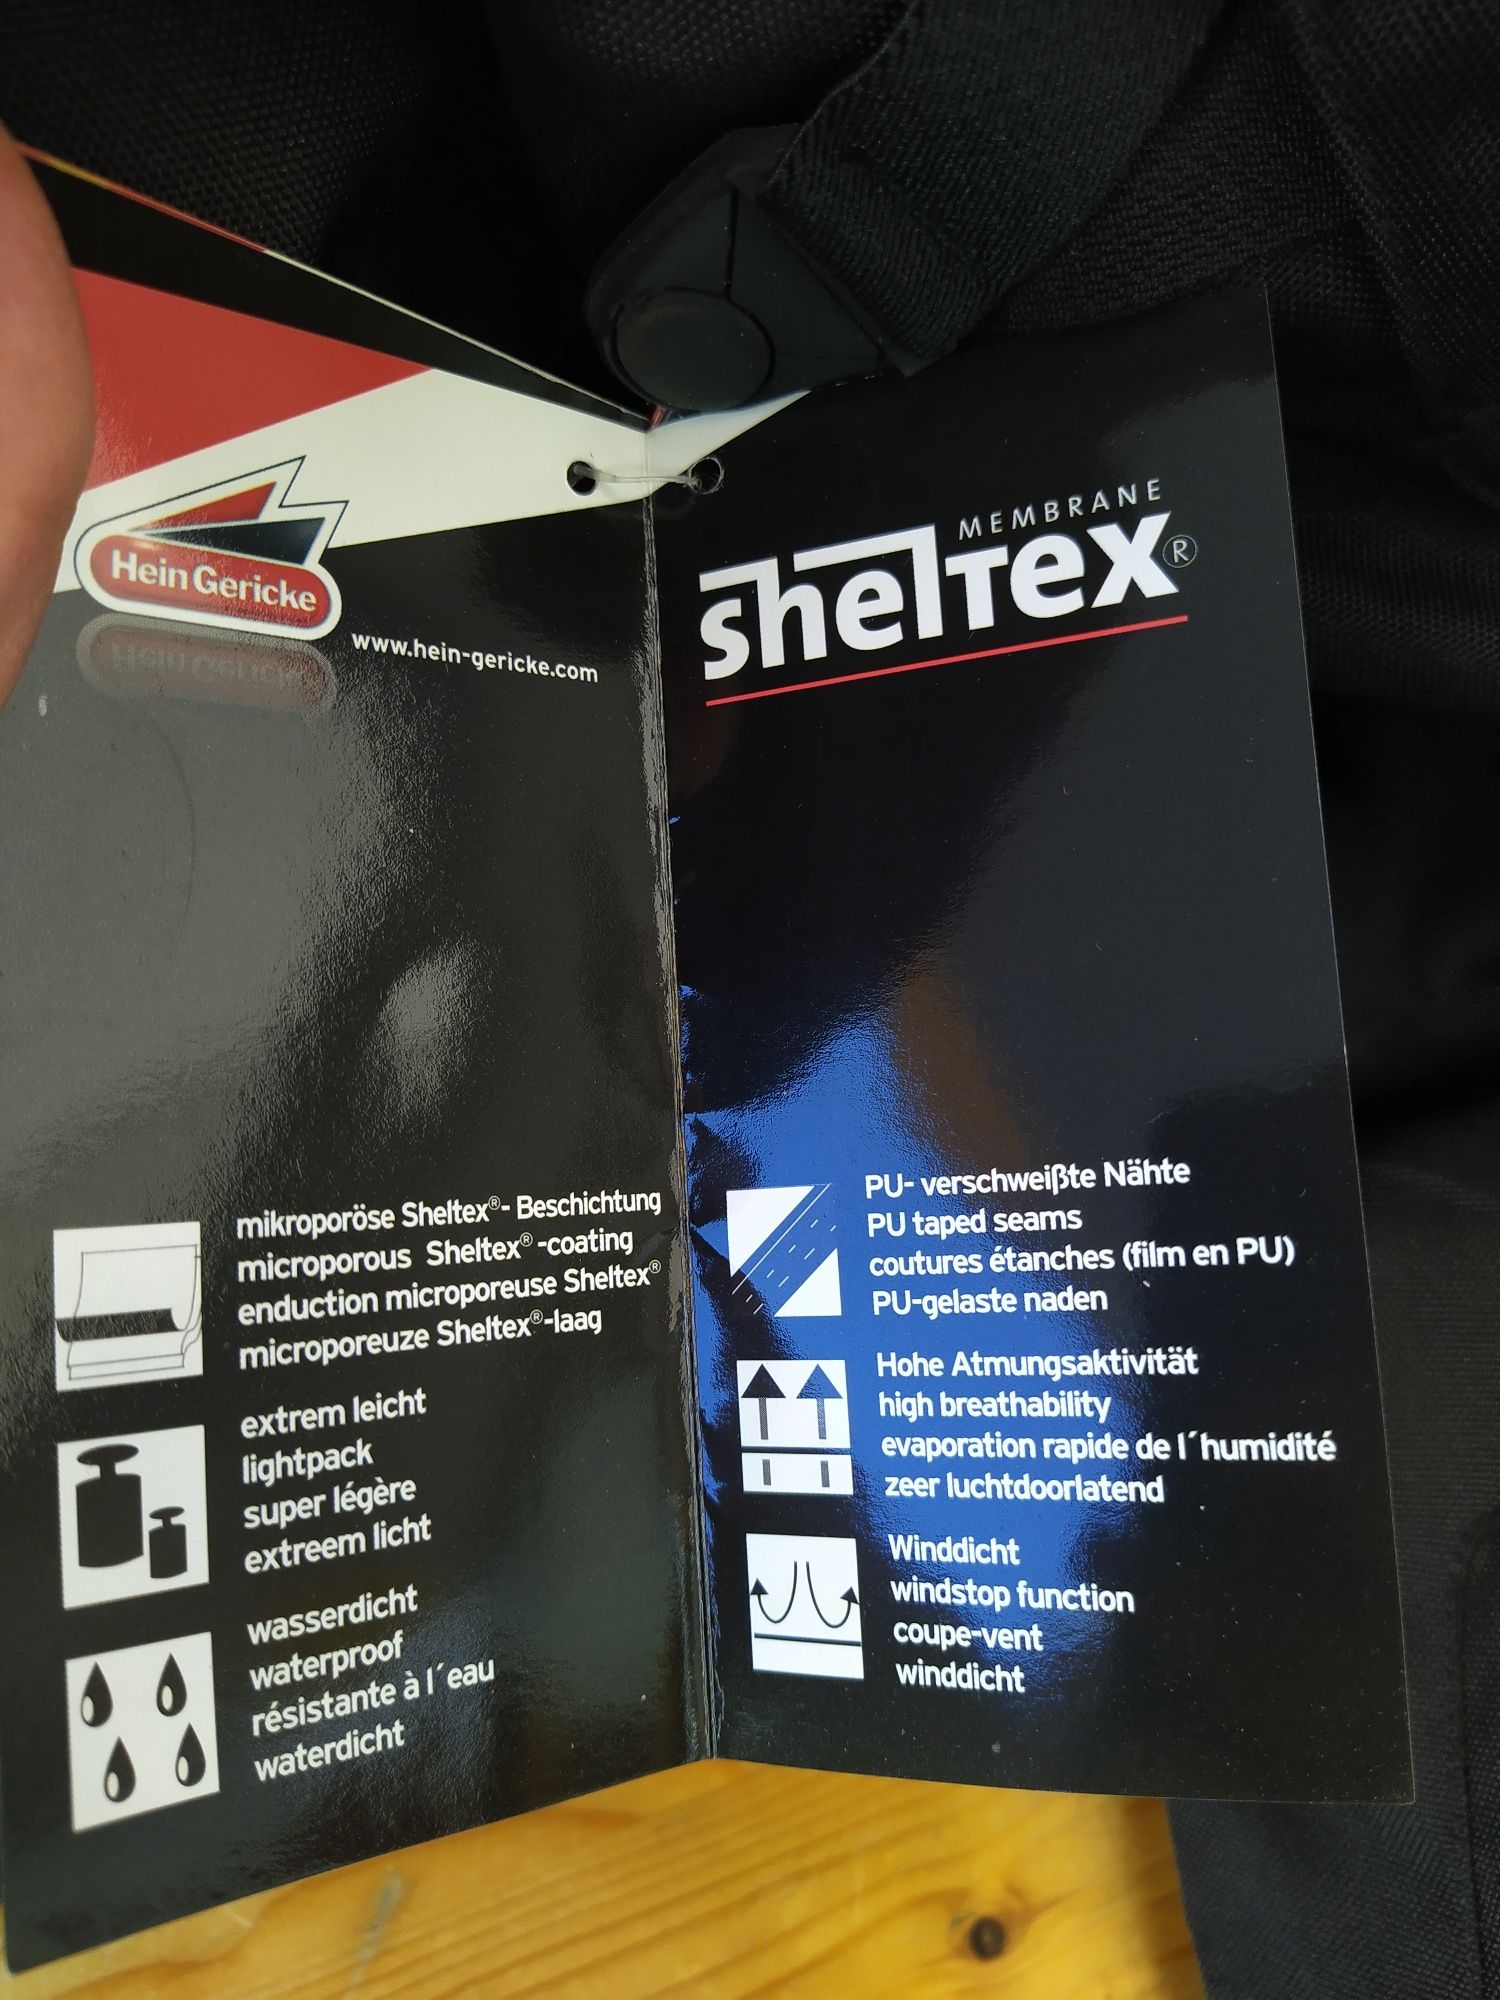 Hein Gericke
www.hein-gericke.com
mikroporöse Sheltex®- Beschichtung
microporous Sheltex®-coating
enduction microporeuse Sheltex®
microporeuze Sheltex®-laag
extrem leicht
lightpack
super légère
extreem licht
wasserdicht
waterproof
résistante à l´eau
waterdicht
MEMBRANE
sheltex®
PU- verschweißte Nähte
PU taped seams
coutures étanches (film en PU)
PU-gelaste naden
Hohe Atmungsaktivität
high breathability
evaporation rapide de l´humidité
zeer luchtdoorlatend
Winddicht
windstop function
coupe-vent
winddicht